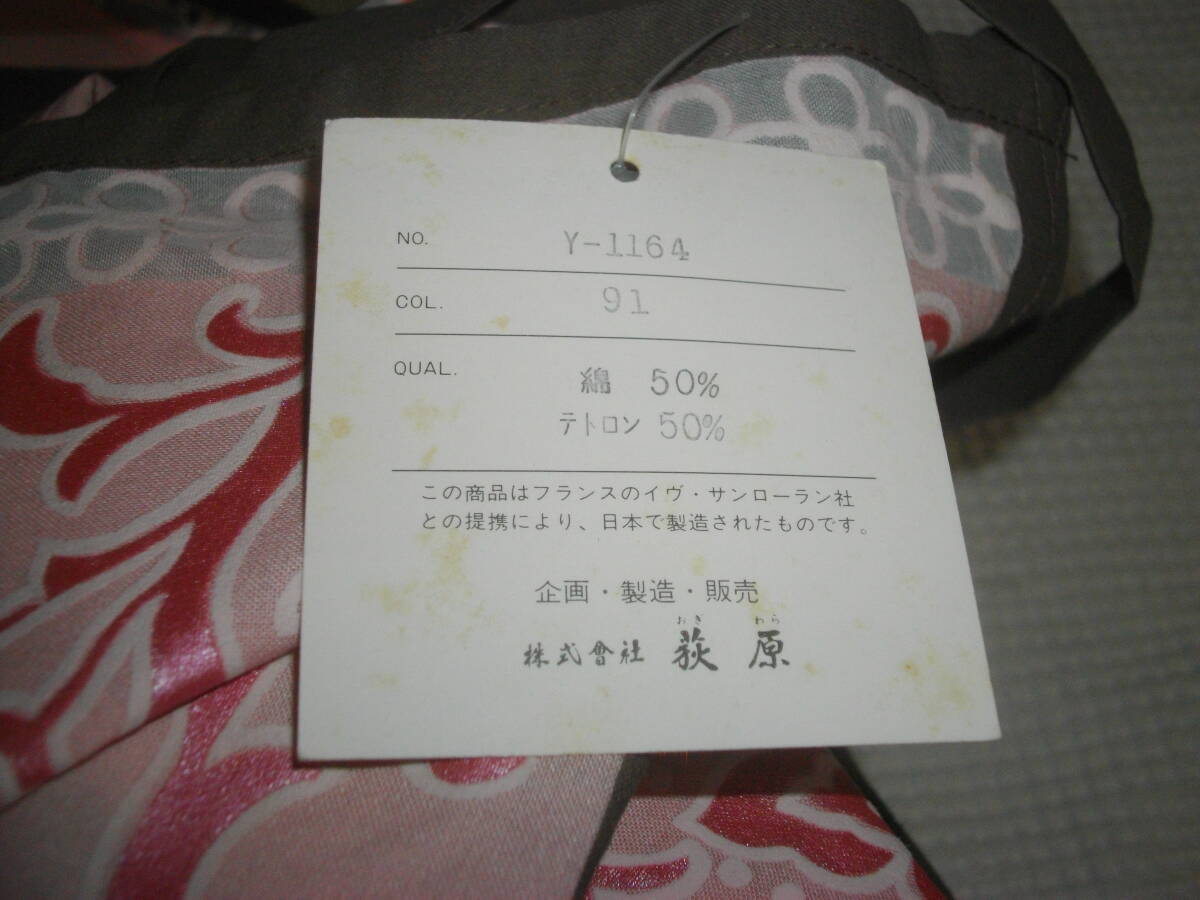 NO. Y-1164
COL. 91
QUAL. 綿 50%
テトロン 50%
この商品はフランスのイヴ・サンローラン社
との提携により、日本で製造されたものです。
企画・製造・販売
おぎ わら
株式會社 荻原